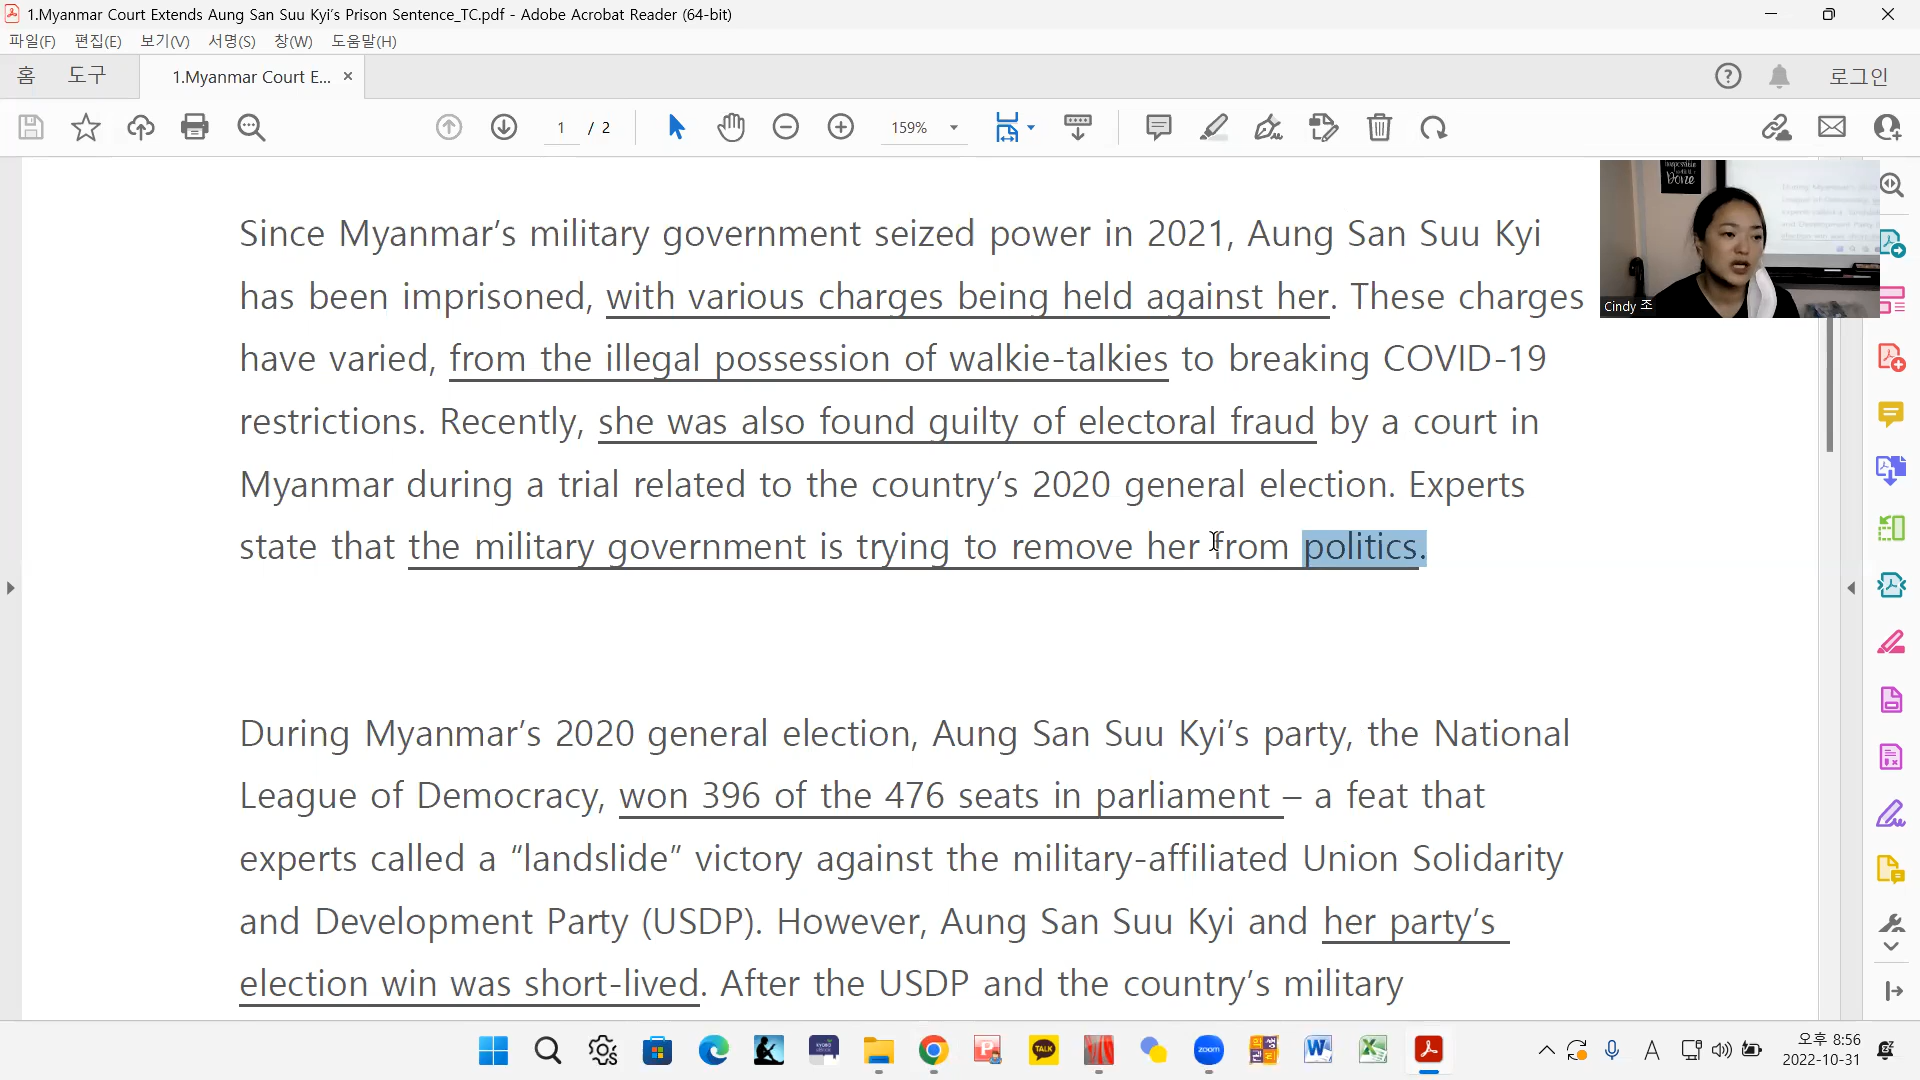 1.Myanmar Court Extends Aung San Suu Kyi's Prison Sentence_TC.pdf - Adobe Acrobat Reader (64-bit)
파일(F) 편집(E) 보기(V) 서명(S) 창(W) 도움말(H)
홈 도구 1.Myanmar Court E... × 로그인
1 / 2 159%
Since Myanmar's military government seized power in 2021, Aung San Suu Kyi
has been imprisoned, with various charges being held against her. These charges
have varied, from the illegal possession of walkie-talkies to breaking COVID-19
restrictions. Recently, she was also found guilty of electoral fraud by a court in
Myanmar during a trial related to the country's 2020 general election. Experts
state that the military government is trying to remove her from politics.
Done
Cindy 조
During Myanmar's 2020 general election, Aung San Suu Kyi's party, the National
League of Democracy, won 396 of the 476 seats in parliament – a feat that
experts called a “landslide” victory against the military-affiliated Union Solidarity
and Development Party (USDP). However, Aung San Suu Kyi and her party's
election win was short-lived. After the USDP and the country's military
TALK
zoom
A
오후 8:56
2022-10-31